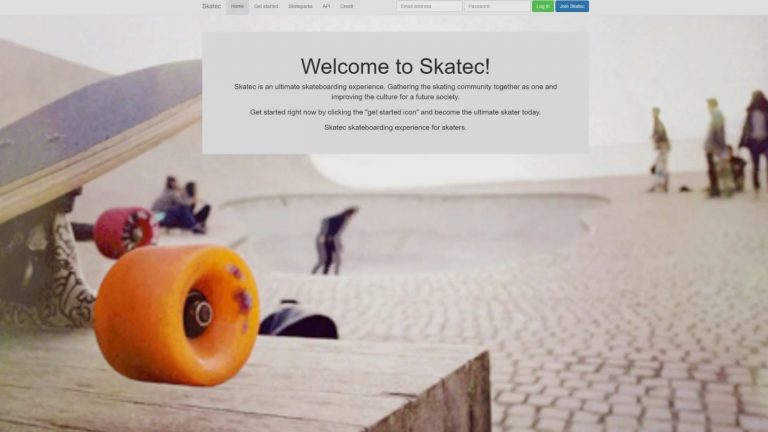 Skatec Home Get started Skateparks API Credit Email address Password Log in Join Skatec
Welcome to Skatec!
Skatec is an ultimate skateboarding experience. Gathering the skating community together as one and
improving the culture for a future society.
Get started right now by clicking the "get started icon" and become the ultimate skater today.
Skatec skateboarding experience for skaters.